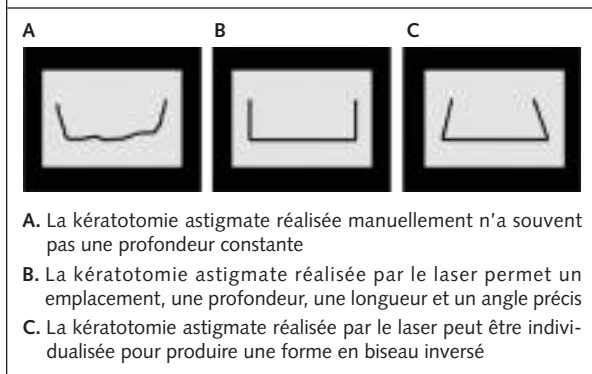 A B C
A. La kératotomie astigmate réalisée manuellement n'a souvent
pas une profondeur constante
B. La kératotomie astigmate réalisée par le laser permet un
emplacement, une profondeur, une longueur et un angle précis
C. La kératotomie astigmate réalisée par le laser peut être indivi-
dualisée pour produire une forme en biseau inversé